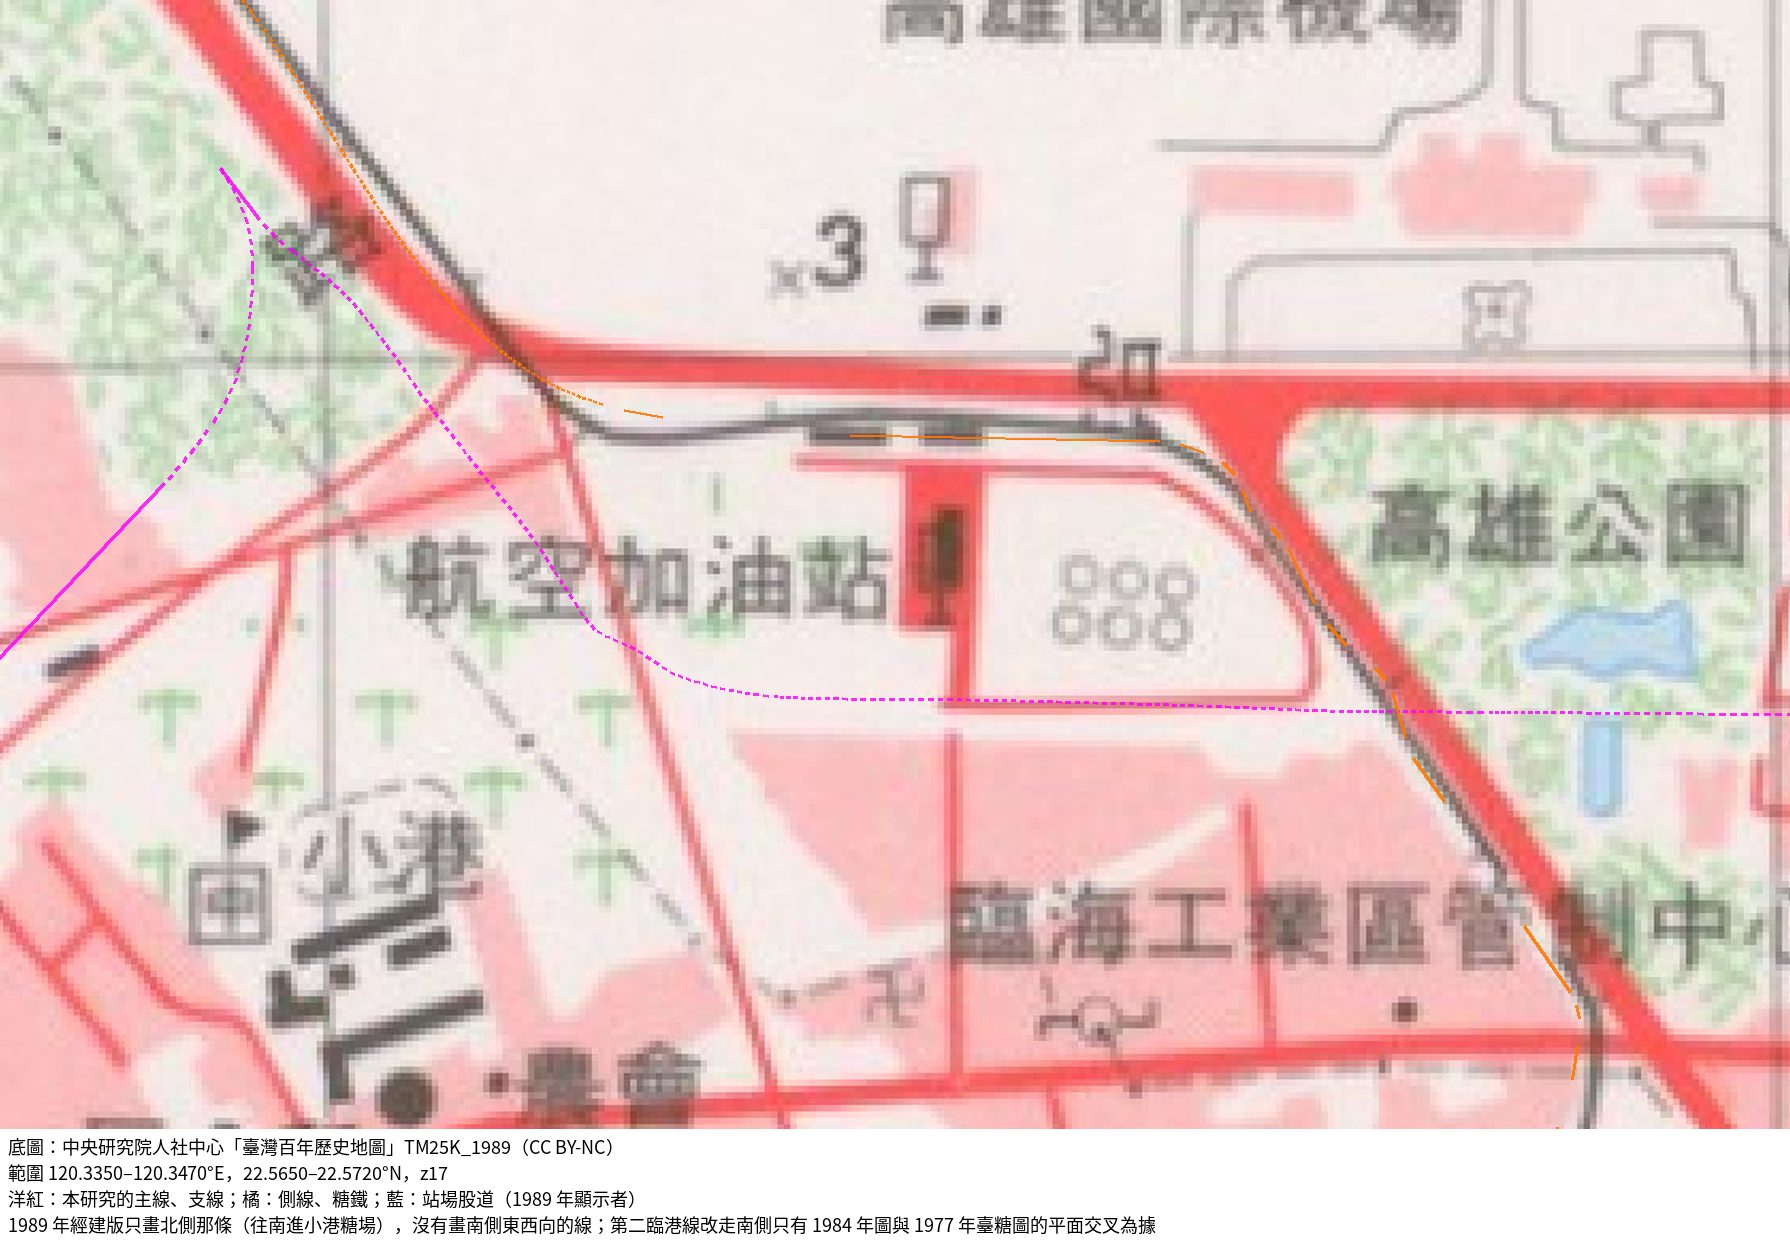 高雄國際機場
×3
高雄公園
航空加油站
小港
臨海工業區管制中心
農會
底圖：中央研究院人社中心「臺灣百年歷史地圖」TM25K_1989（CC BY-NC）
範圍 120.3350–120.3470°E，22.5650–22.5720°N，z17
洋紅：本研究的主線、支線；橘：側線、糖鐵；藍：站場股道（1989 年顯示者）
1989 年經建版只畫北側那條（往南進小港糖場），沒有畫南側東西向的線；第二臨港線改走南側只有 1984 年圖與 1977 年臺糖圖的平面交叉為據